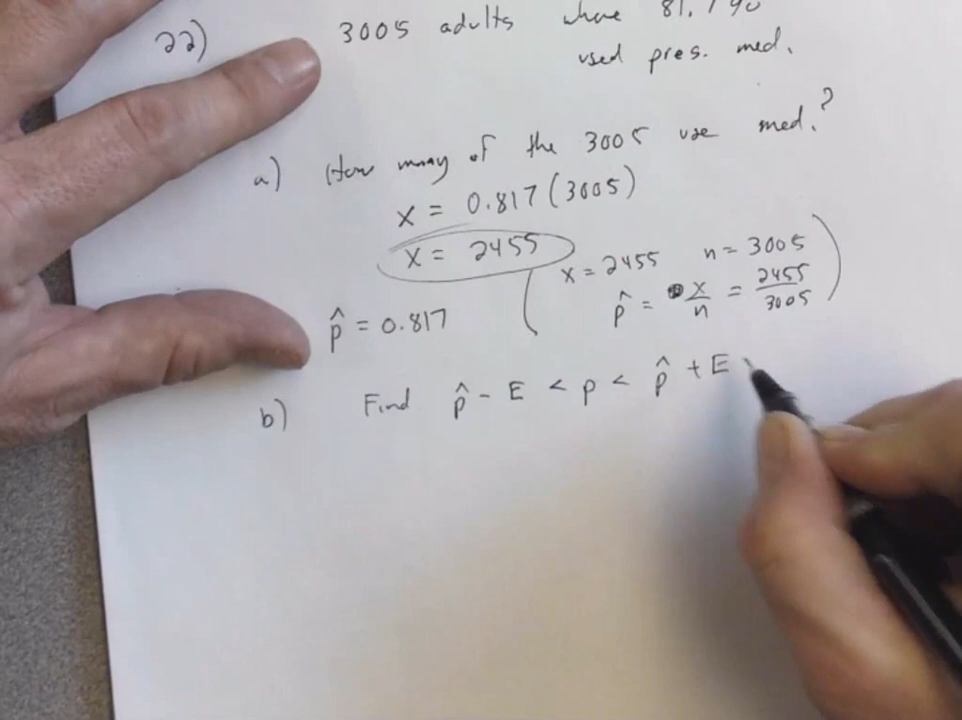 22) 3005 adults where 81.7%
used pres. med.
a) How many of the 3005 use med.?
x = 0.817(3005)
x = 2455
x = 2455 n = 3005
p̂ = x/n = 2455/3005
p̂ = 0.817
b) Find p̂ - E < p < p̂ + E